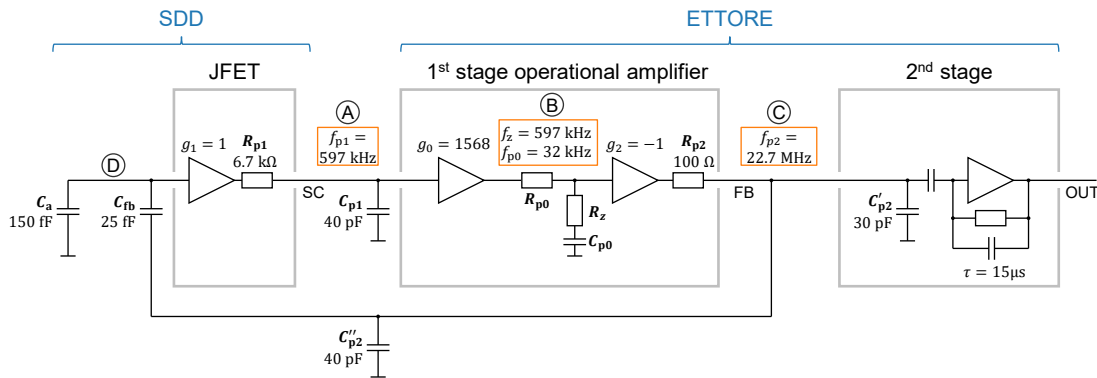 SDD
ETTORE
JFET
1st stage operational amplifier
2nd stage
A
B
C
D
g₁ = 1
Rp1
6.7 kΩ
fp1 =
597 kHz
g₀ = 1568
fz = 597 kHz
fp0 = 32 kHz
g₂ = −1
Rp2
100 Ω
fp2 =
22.7 MHz
SC
FB
OUT
Ca
150 fF
Cfb
25 fF
Cp1
40 pF
Rp0
Rz
Cp0
C′p2
30 pF
τ = 15μs
C′′p2
40 pF